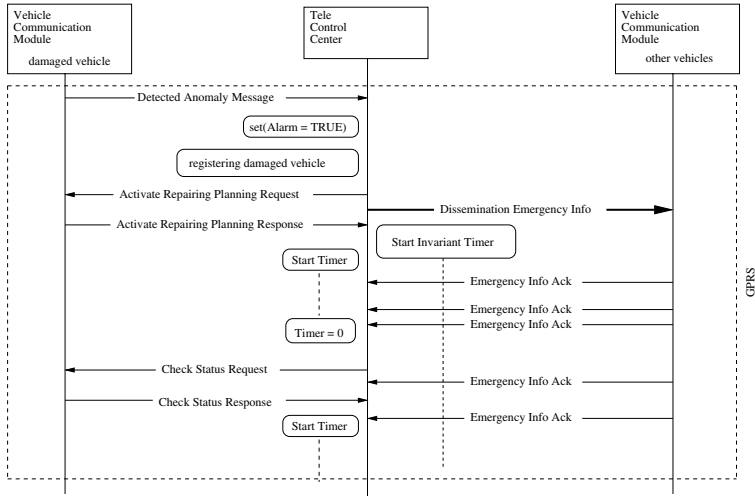 Vehicle
Communication
Module
damaged vehicle
Tele
Control
Center
Vehicle
Communication
Module
other vehicles
Detected Anomaly Message
set(Alarm = TRUE)
registering damaged vehicle
Activate Repairing Planning Request
Dissemination Emergency Info
Activate Repairing Planning Response
Start Invariant Timer
Start Timer
Emergency Info Ack
GPRS
Emergency Info Ack
Emergency Info Ack
Timer = 0
Check Status Request
Emergency Info Ack
Check Status Response
Emergency Info Ack
Start Timer